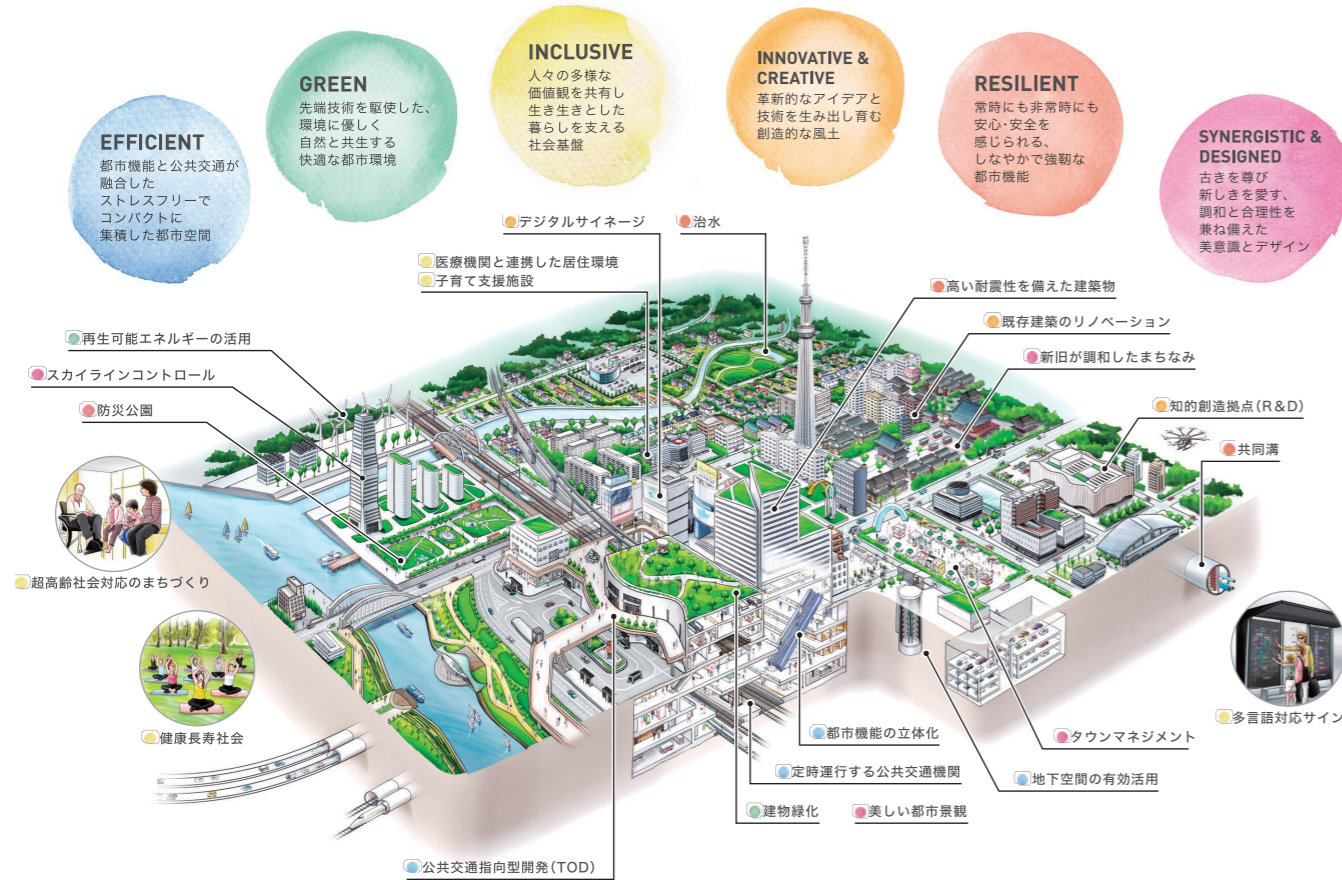 EFFICIENT
都市機能と公共交通が
融合した
ストレスフリーで
コンパクトに
集積した都市空間
GREEN
先端技術を駆使した、
環境に優しく
自然と共生する
快適な都市環境
INCLUSIVE
人々の多様な
価値観を共有し
生き生きとした
暮らしを支える
社会基盤
INNOVATIVE &
CREATIVE
革新的なアイデアと
技術を生み出し育む
創造的な風土
RESILIENT
常時にも非常時にも
安心・安全を
感じられる、
しなやかで強靭な
都市機能
SYNERGISTIC &
DESIGNED
古きを尊び
新しきを愛す、
調和と合理性を
兼ね備えた
美意識とデザイン
デジタルサイネージ
治水
医療機関と連携した居住環境
子育て支援施設
高い耐震性を備えた建築物
既存建築のリノベーション
再生可能エネルギーの活用
新旧が調和したまちなみ
スカイラインコントロール
防災公園
知的創造拠点(R&D)
共同溝
超高齢社会対応のまちづくり
健康長寿社会
多言語対応サイン
都市機能の立体化
タウンマネジメント
定時運行する公共交通機関
地下空間の有効活用
建物緑化
美しい都市景観
公共交通指向型開発(TOD)